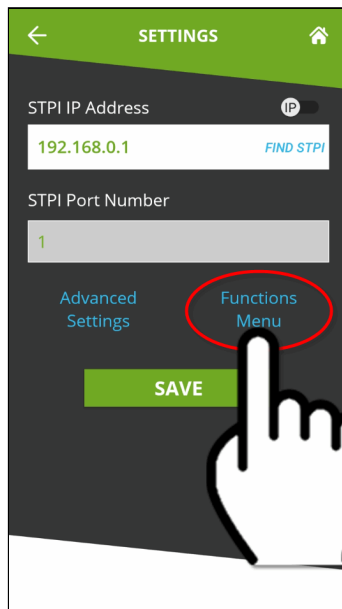 SETTINGS
STPI IP Address
IP
192.168.0.1
FIND STPI
STPI Port Number
1
Advanced Functions
Settings Menu
SAVE